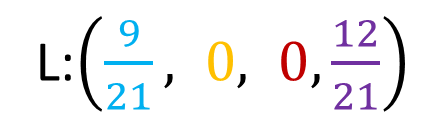 L:(9/21, 0, 0, 12/21)